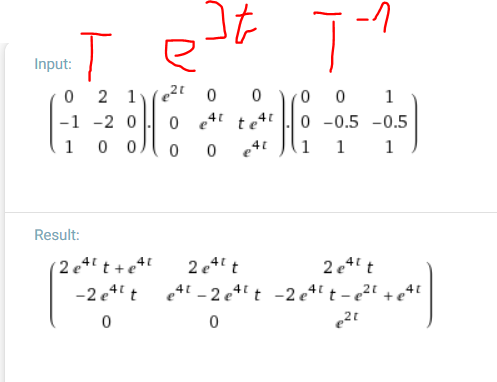 T e^Jt T^-1
Input:
( 0 2 1 ) ( e^2t 0 0 ) ( 0 0 1 )
( -1 -2 0 ) . ( 0 e^4t t e^4t ) . ( 0 -0.5 -0.5 )
( 1 0 0 ) ( 0 0 e^4t ) ( 1 1 1 )
Result:
( 2 e^4t t + e^4t 2 e^4t t 2 e^4t t )
( -2 e^4t t e^4t - 2 e^4t t -2 e^4t t - e^2t + e^4t )
( 0 0 e^2t )